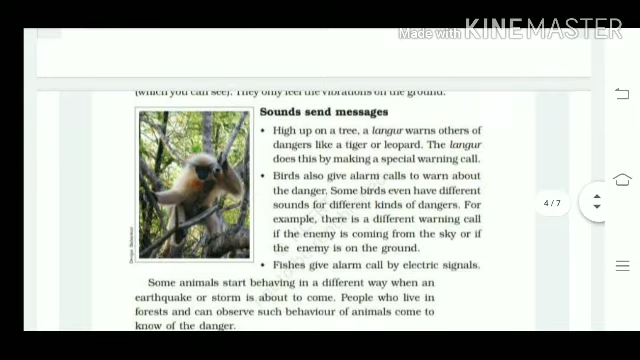 Made with KINEMASTER
(which you can see). They only feel the vibrations on the ground.
Sounds send messages
• High up on a tree, a langur warns others of
dangers like a tiger or leopard. The langur
does this by making a special warning call.
• Birds also give alarm calls to warn about
the danger. Some birds even have different
sounds for different kinds of dangers. For
example, there is a different warning call
if the enemy is coming from the sky or if
the enemy is on the ground.
• Fishes give alarm call by electric signals.
Some animals start behaving in a different way when an
earthquake or storm is about to come. People who live in
forests and can observe such behaviour of animals come to
know of the danger.
4/7